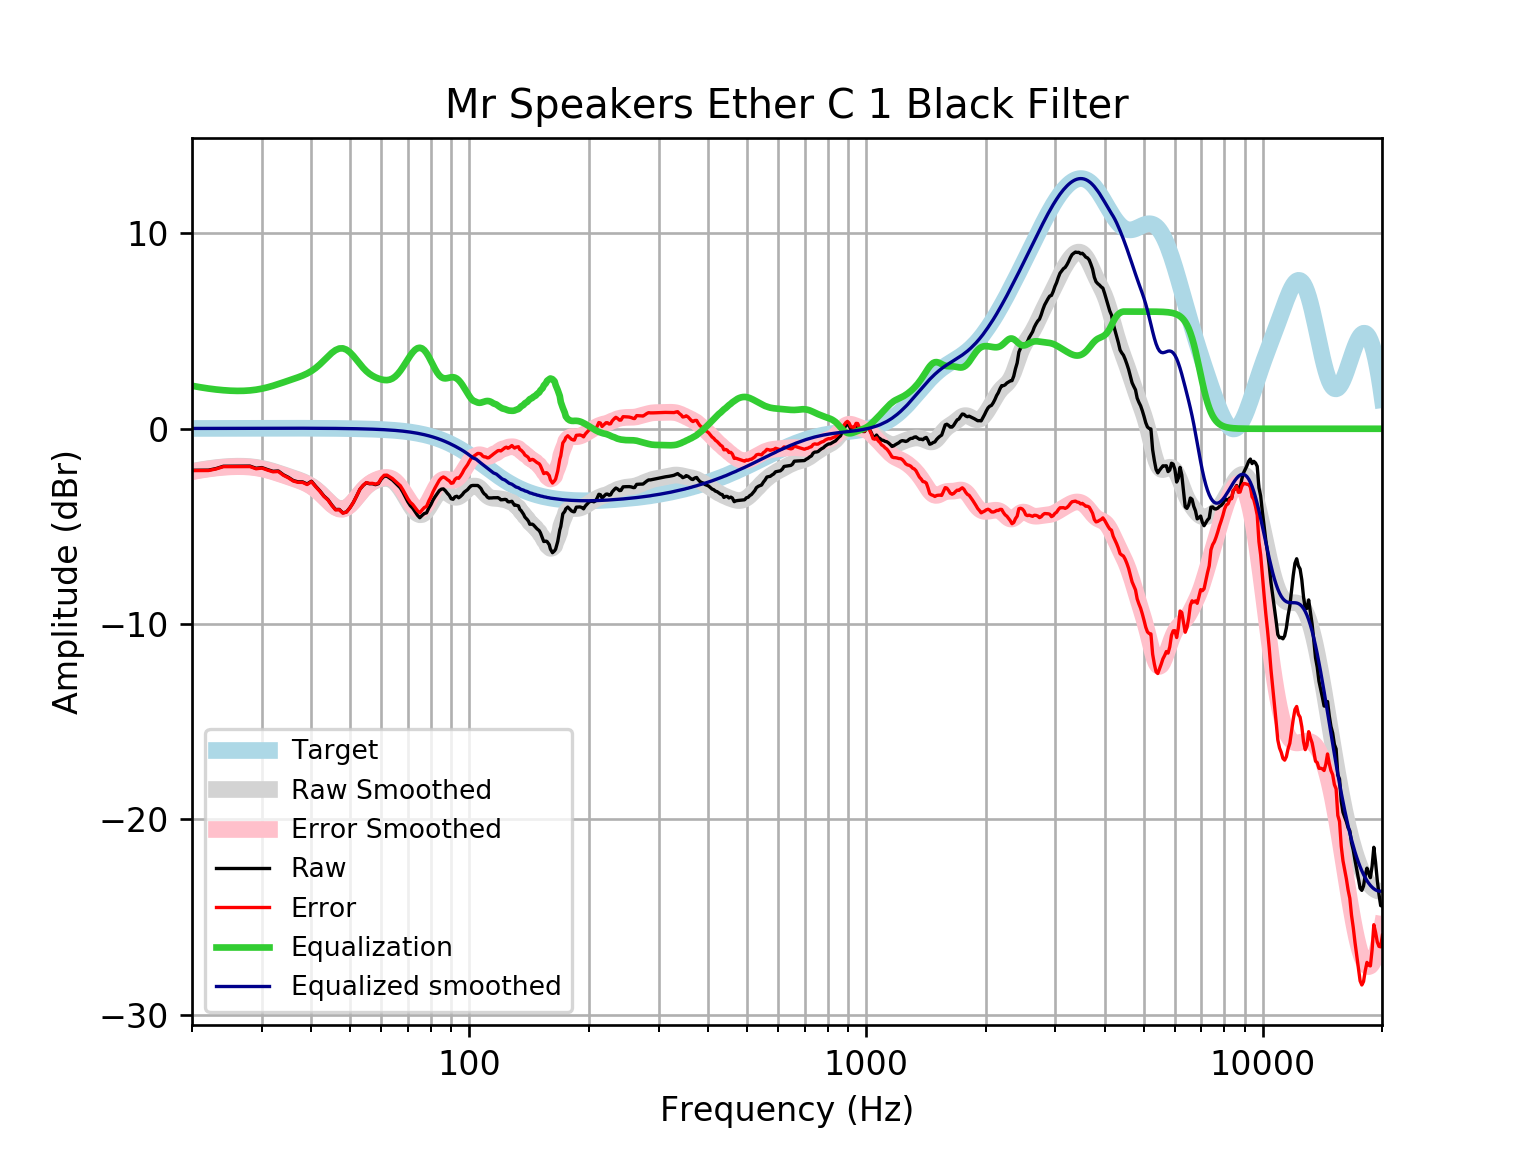 Mr Speakers Ether C 1 Black Filter
Amplitude (dBr)
10
0
−10
−20
−30
Target
Raw Smoothed
Error Smoothed
Raw
Error
Equalization
Equalized smoothed
100
1000
10000
Frequency (Hz)